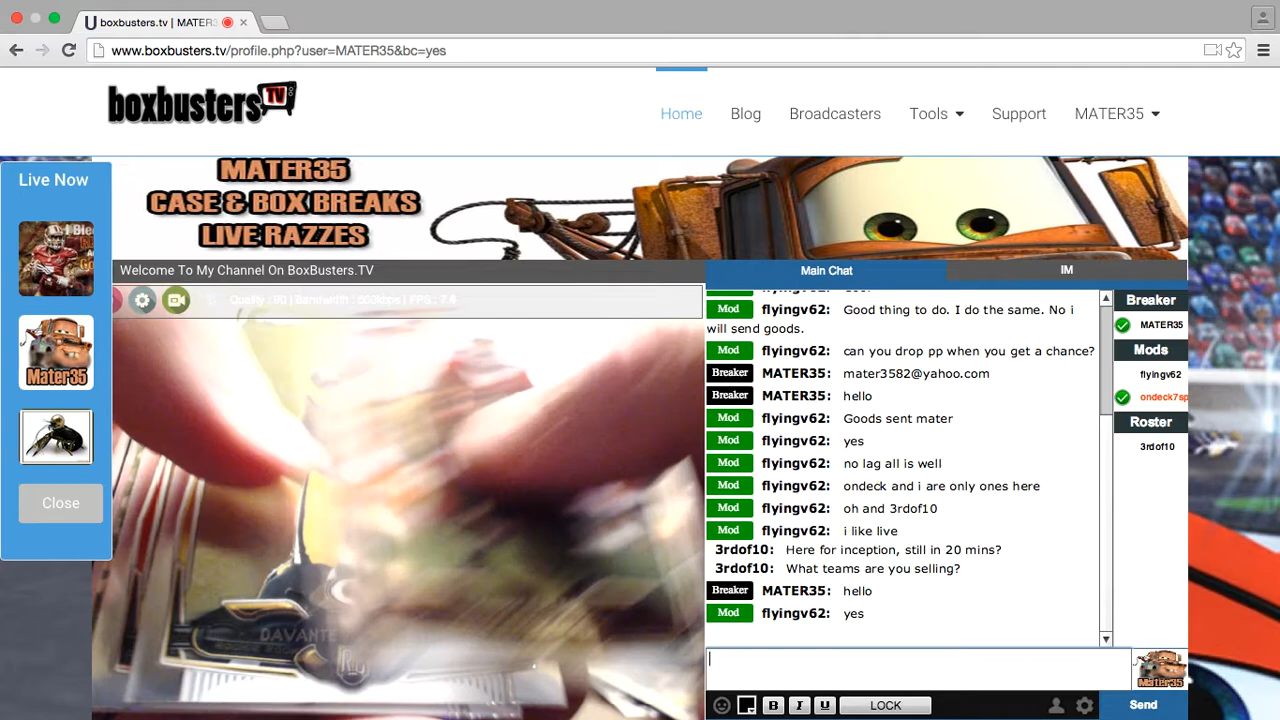 boxbusters.tv | MATER3
www.boxbusters.tv/profile.php?user=MATER35&bc=yes
boxbusters TV
Home Blog Broadcasters Tools Support MATER35
Live Now
MATER35
CASE & BOX BREAKS
LIVE RAZZES
Welcome To My Channel On BoxBusters.TV
Main Chat IM
Mater35
Close
DAVANTE
Mod flyingv62: Good thing to do. I do the same. No i
will send goods.
Mod flyingv62: can you drop pp when you get a chance?
Breaker MATER35: mater3582@yahoo.com
Breaker MATER35: hello
Mod flyingv62: Goods sent mater
Mod flyingv62: yes
Mod flyingv62: no lag all is well
Mod flyingv62: ondeck and i are only ones here
Mod flyingv62: oh and 3rdof10
Mod flyingv62: i like live
3rdof10: Here for inception, still in 20 mins?
3rdof10: What teams are you selling?
Breaker MATER35: hello
Mod flyingv62: yes
Breaker
MATER35
Mods
flyingv62
ondeck7sp
Roster
3rdof10
Mater35
B I U LOCK Send